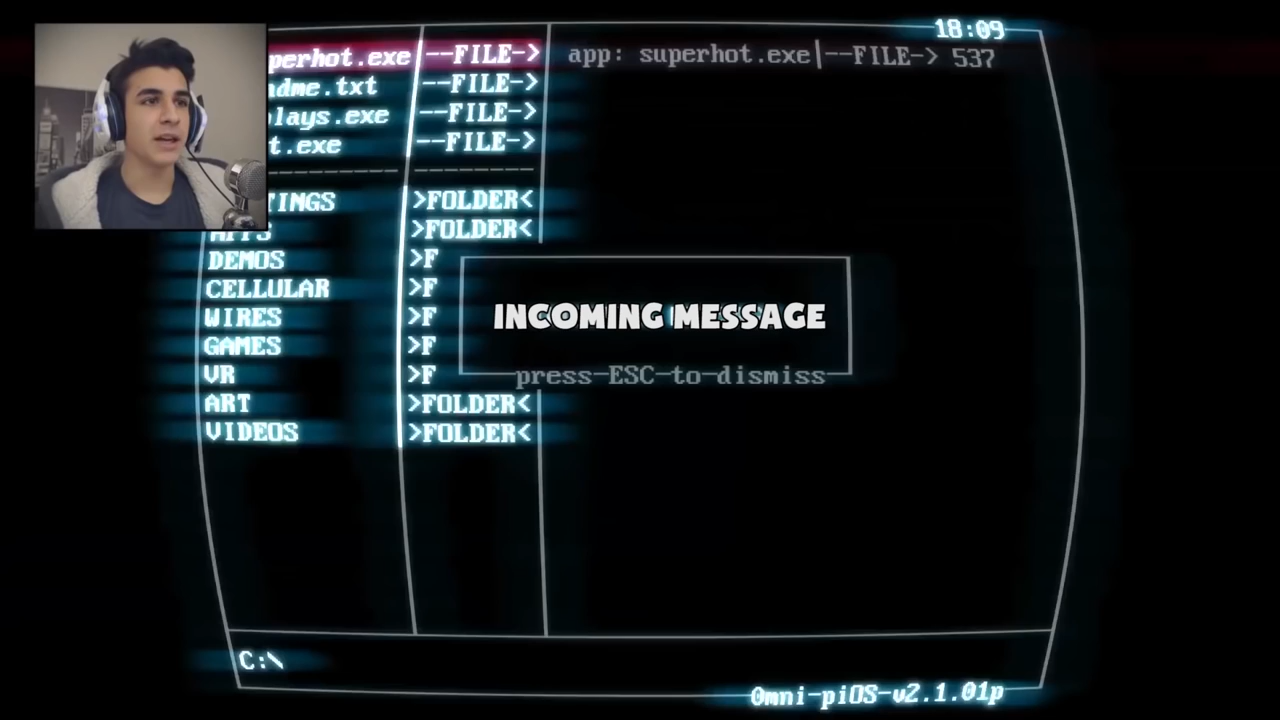 18:09
perhot.exe --FILE-> app: superhot.exe --FILE-> 537
dme.txt --FILE->
lays.exe --FILE->
t.exe --FILE->
TINGS >FOLDER<
>FOLDER<
DEMOS >F
CELLULAR >F
WIRES >F
GAMES >F
VR >F
ART >FOLDER<
VIDEOS >FOLDER<
INCOMING MESSAGE
press-ESC-to-dismiss
C:\
Omni-piOS-v2.1.01p